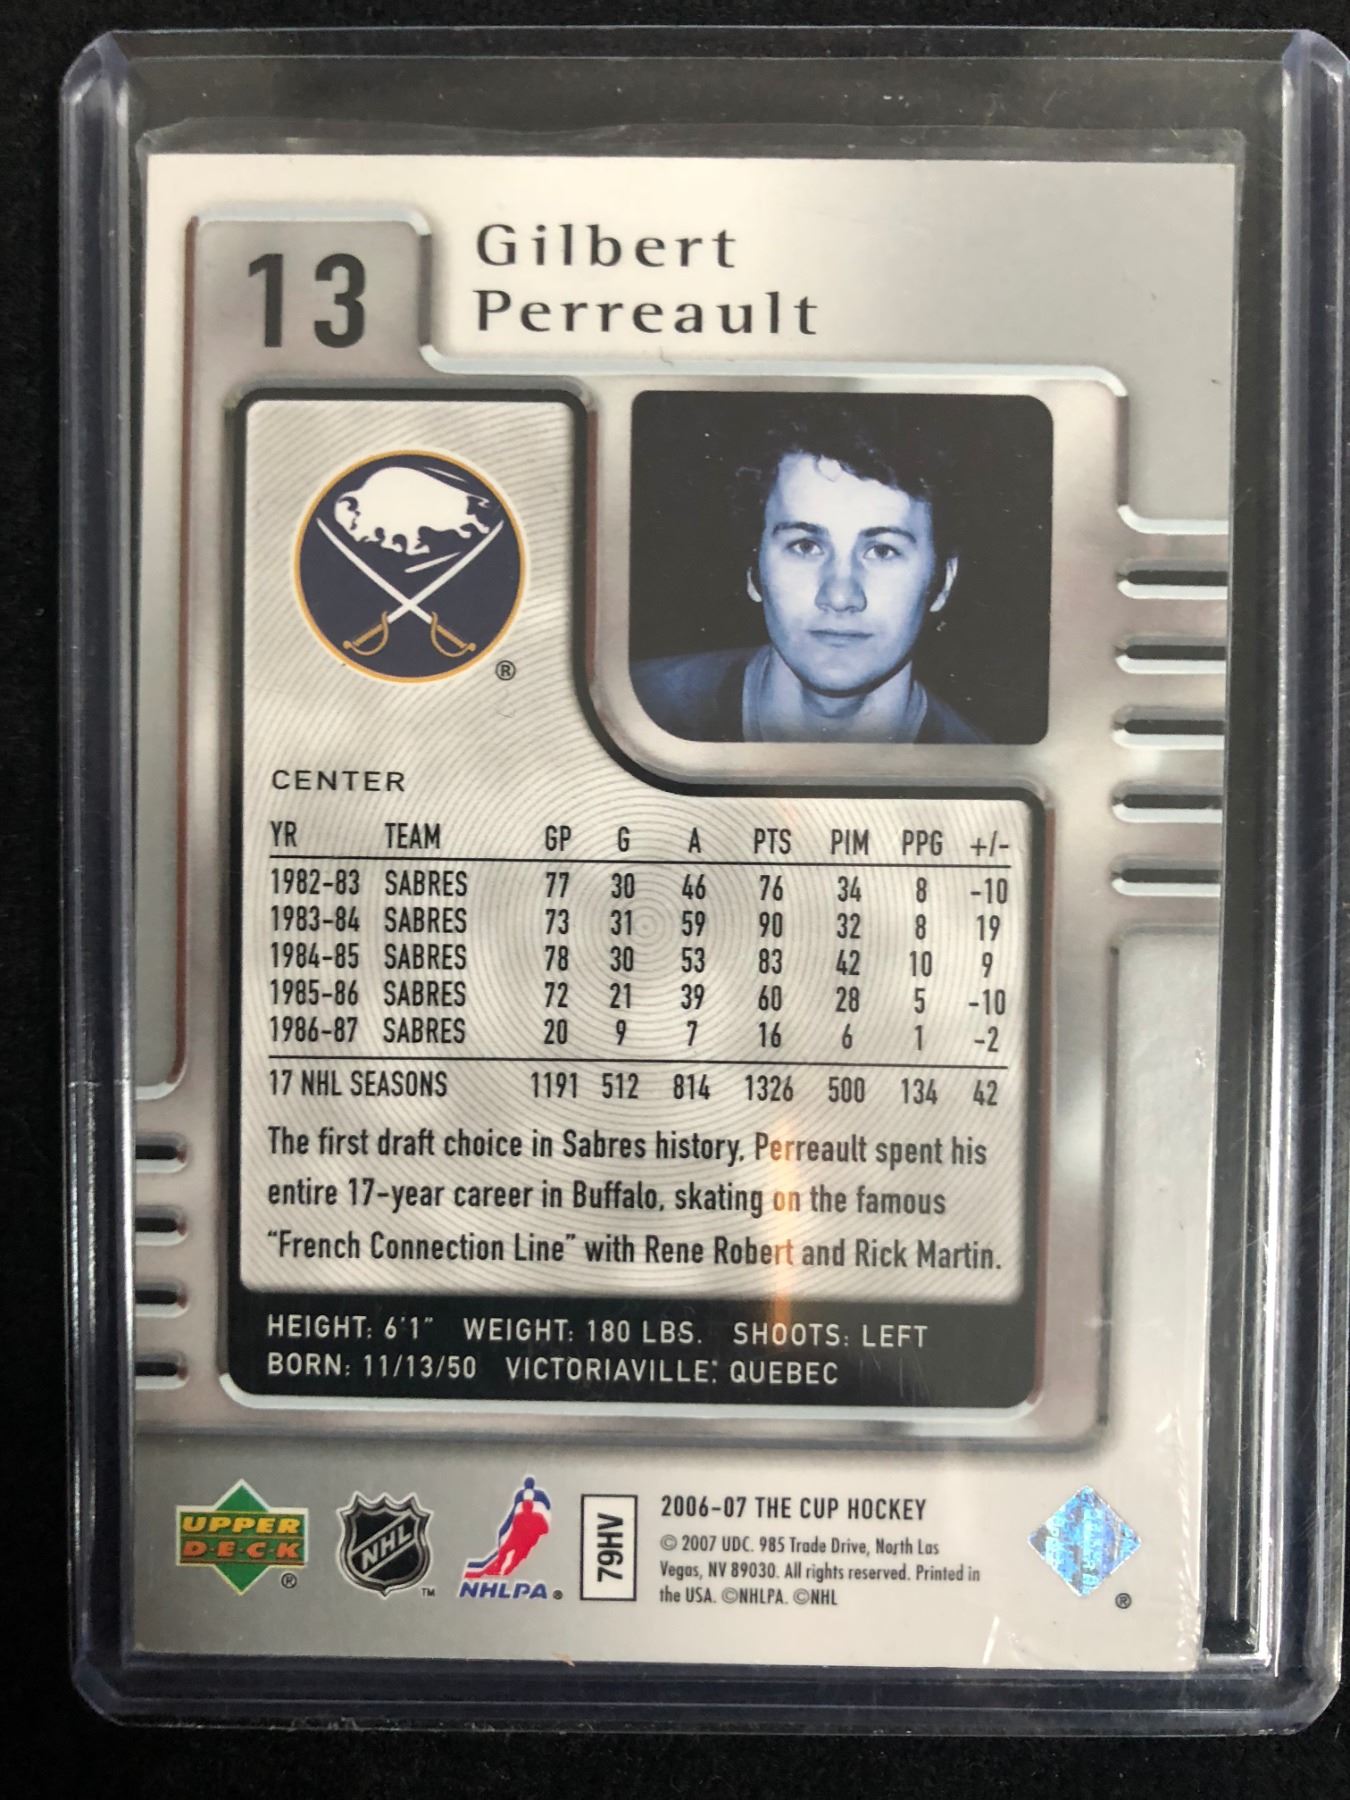 13
Gilbert
Perreault
®
CENTER
YR TEAM GP G A PTS PIM PPG +/-
1982-83 SABRES 77 30 46 76 34 8 -10
1983-84 SABRES 73 31 59 90 32 8 19
1984-85 SABRES 78 30 53 83 42 10 9
1985-86 SABRES 72 21 39 60 28 5 -10
1986-87 SABRES 20 9 7 16 6 1 -2
17 NHL SEASONS 1191 512 814 1326 500 134 42
The first draft choice in Sabres history, Perreault spent his
entire 17-year career in Buffalo, skating on the famous
“French Connection Line” with Rene Robert and Rick Martin.
HEIGHT: 6'1" WEIGHT: 180 LBS. SHOOTS: LEFT
BORN: 11/13/50 VICTORIAVILLE, QUEBEC
UPPER
D·E·C·K
®
NHL
™
NHLPA®
79HV
2006-07 THE CUP HOCKEY
© 2007 UDC. 985 Trade Drive, North Las
Vegas, NV 89030. All rights reserved. Printed in
the USA. ©NHLPA. ©NHL
®